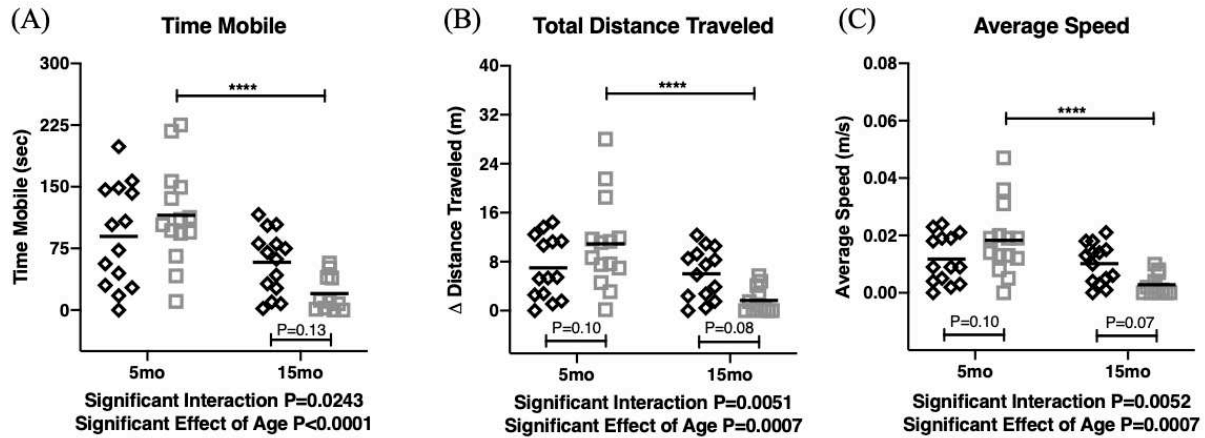 (A)
Time Mobile
Time Mobile (sec)
300
225
150
75
0
****
P=0.13
5mo
15mo
Significant Interaction P=0.0243
Significant Effect of Age P<0.0001
(B)
Total Distance Traveled
Δ Distance Traveled (m)
40
32
24
16
8
0
****
P=0.10
P=0.08
5mo
15mo
Significant Interaction P=0.0051
Significant Effect of Age P=0.0007
(C)
Average Speed
Average Speed (m/s)
0.08
0.06
0.04
0.02
0.00
****
P=0.10
P=0.07
5mo
15mo
Significant Interaction P=0.0052
Significant Effect of Age P=0.0007